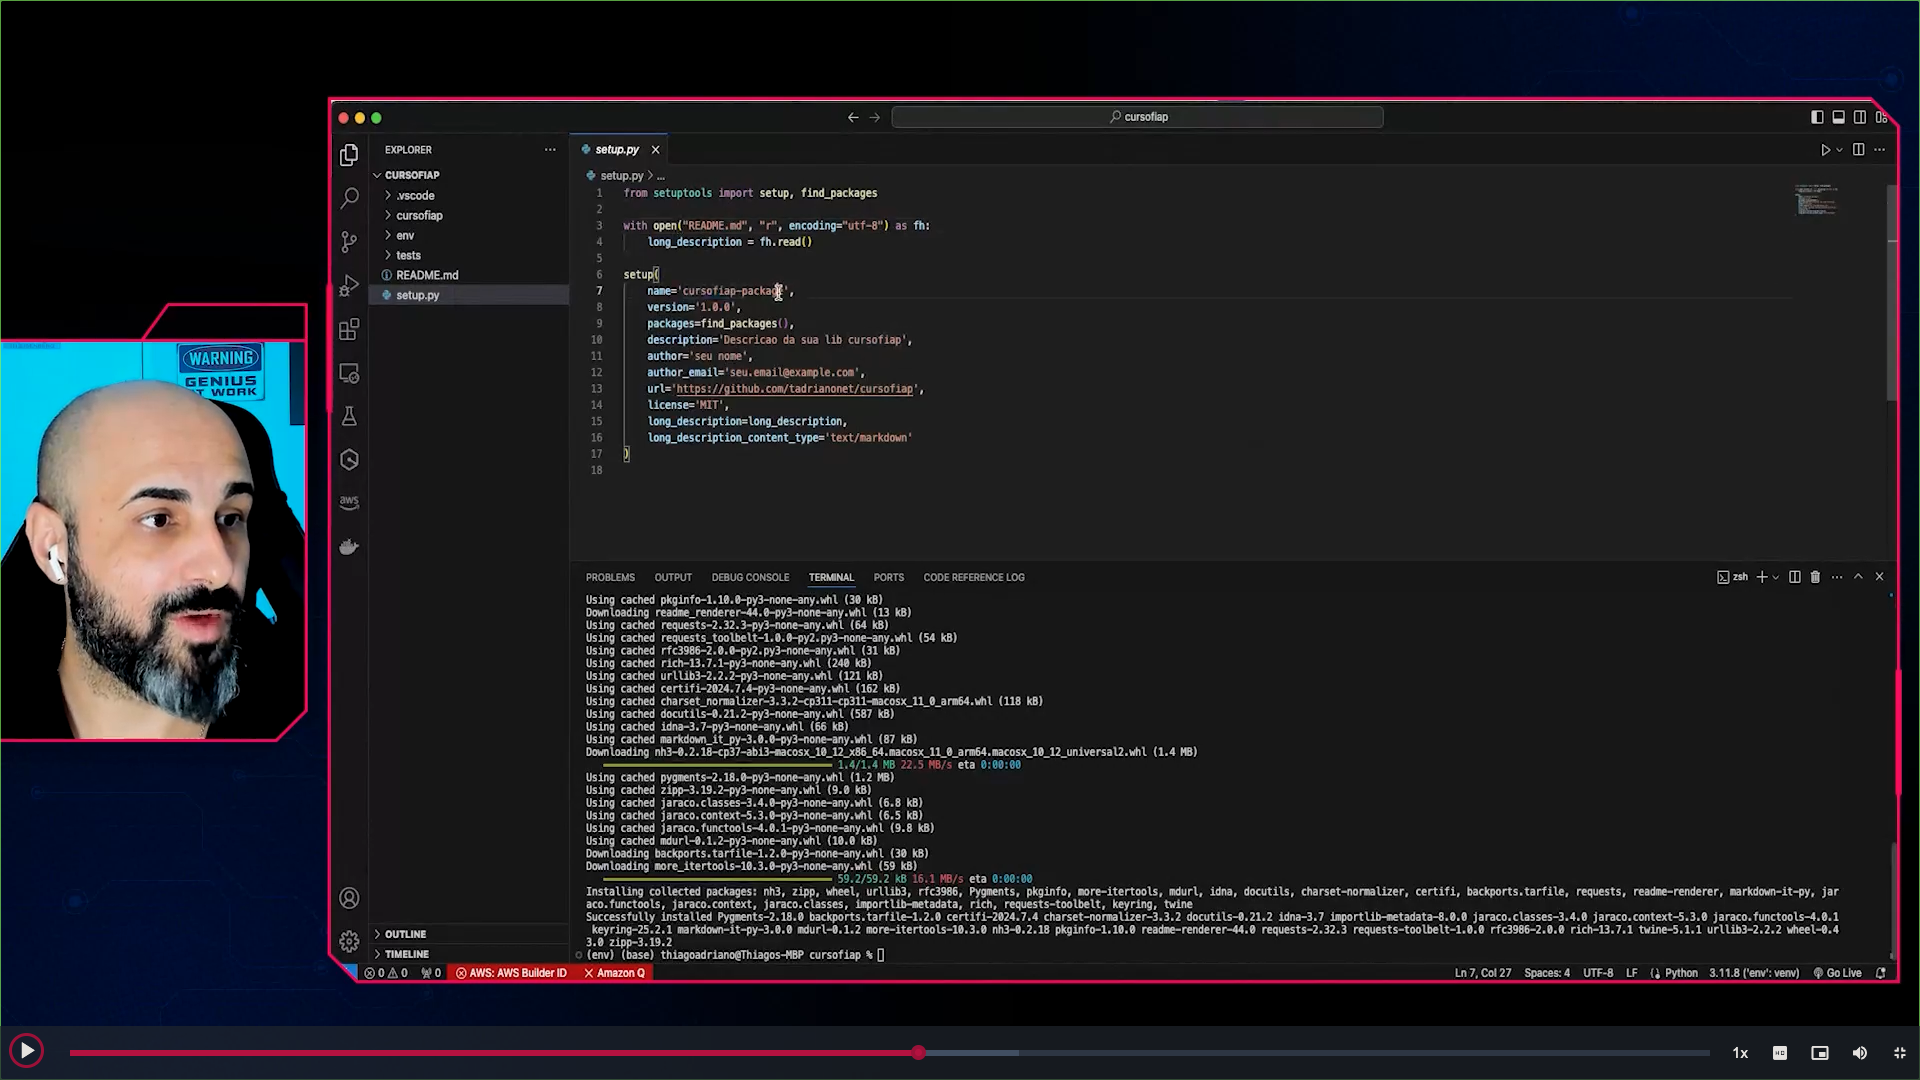 WARNING
GENIUS
AT WORK
cursofiap
EXPLORER
CURSOFIAP
.vscode
cursofiap
env
tests
README.md
setup.py
OUTLINE
TIMELINE
aws
setup.py
setup.py > ...
1 from setuptools import setup, find_packages
2
3 with open("README.md", "r", encoding="utf-8") as fh:
4 long_description = fh.read()
5
6 setup(
7 name='cursofiap-package',
8 version='1.0.0',
9 packages=find_packages(),
10 description='Descricao da sua lib cursofiap',
11 author='seu nome',
12 author_email='seu.email@example.com',
13 url='https://github.com/tadrianonet/cursofiap',
14 license='MIT',
15 long_description=long_description,
16 long_description_content_type='text/markdown'
17 )
18
PROBLEMS OUTPUT DEBUG CONSOLE TERMINAL PORTS CODE REFERENCE LOG zsh
Using cached pkginfo-1.10.0-py3-none-any.whl (30 kB)
Downloading readme_renderer-44.0-py3-none-any.whl (13 kB)
Using cached requests-2.32.3-py3-none-any.whl (64 kB)
Using cached requests_toolbelt-1.0.0-py2.py3-none-any.whl (54 kB)
Using cached rfc3986-2.0.0-py2.py3-none-any.whl (31 kB)
Using cached rich-13.7.1-py3-none-any.whl (240 kB)
Using cached urllib3-2.2.2-py3-none-any.whl (121 kB)
Using cached certifi-2024.7.4-py3-none-any.whl (162 kB)
Using cached charset_normalizer-3.3.2-cp311-cp311-macosx_11_0_arm64.whl (118 kB)
Using cached docutils-0.21.2-py3-none-any.whl (587 kB)
Using cached idna-3.7-py3-none-any.whl (66 kB)
Using cached markdown_it_py-3.0.0-py3-none-any.whl (87 kB)
Downloading nh3-0.2.18-cp37-abi3-macosx_10_12_x86_64.macosx_11_0_arm64.macosx_10_12_universal2.whl (1.4 MB)
1.4/1.4 MB 22.5 MB/s eta 0:00:00
Using cached pygments-2.18.0-py3-none-any.whl (1.2 MB)
Using cached zipp-3.19.2-py3-none-any.whl (9.0 kB)
Using cached jaraco.classes-3.4.0-py3-none-any.whl (6.8 kB)
Using cached jaraco.context-5.3.0-py3-none-any.whl (6.5 kB)
Using cached jaraco.functools-4.0.1-py3-none-any.whl (9.8 kB)
Using cached mdurl-0.1.2-py3-none-any.whl (10.0 kB)
Downloading backports.tarfile-1.2.0-py3-none-any.whl (30 kB)
Downloading more_itertools-10.3.0-py3-none-any.whl (59 kB)
59.2/59.2 kB 16.1 MB/s eta 0:00:00
Installing collected packages: nh3, zipp, wheel, urllib3, rfc3986, Pygments, pkginfo, more-itertools, mdurl, idna, docutils, charset-normalizer, certifi, backports.tarfile, requests, readme-renderer, markdown-it-py, jar
aco.functools, jaraco.context, jaraco.classes, importlib-metadata, rich, requests-toolbelt, keyring, twine
Successfully installed Pygments-2.18.0 backports.tarfile-1.2.0 certifi-2024.7.4 charset-normalizer-3.3.2 docutils-0.21.2 idna-3.7 importlib-metadata-8.0.0 jaraco.classes-3.4.0 jaraco.context-5.3.0 jaraco.functools-4.0.1
keyring-25.2.1 markdown-it-py-3.0.0 mdurl-0.1.2 more-itertools-10.3.0 nh3-0.2.18 pkginfo-1.10.0 readme-renderer-44.0 requests-2.32.3 requests-toolbelt-1.0.0 rfc3986-2.0.0 rich-13.7.1 twine-5.1.1 urllib3-2.2.2 wheel-0.4
3.0 zipp-3.19.2
(env) (base) thiagoadriano@Thiagos-MBP cursofiap %
0 0 0 AWS: AWS Builder ID Amazon Q Ln 7, Col 27 Spaces: 4 UTF-8 LF Python 3.11.8 ('env': venv) Go Live
1x